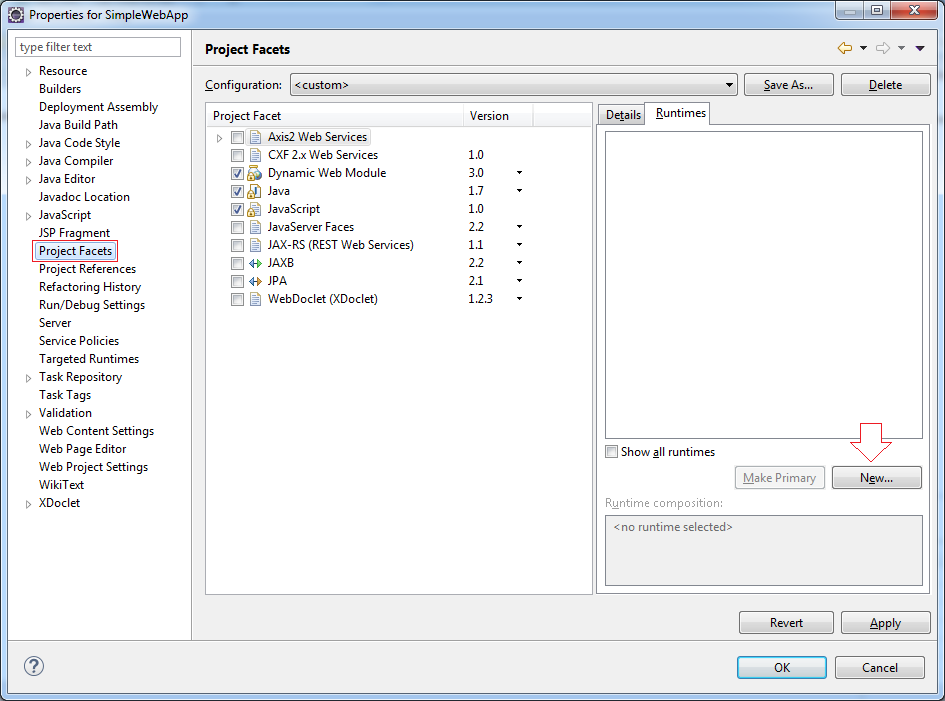 Properties for SimpleWebApp
type filter text
Resource
Builders
Deployment Assembly
Java Build Path
Java Code Style
Java Compiler
Java Editor
Javadoc Location
JavaScript
JSP Fragment
Project Facets
Project References
Refactoring History
Run/Debug Settings
Server
Service Policies
Targeted Runtimes
Task Repository
Task Tags
Validation
Web Content Settings
Web Page Editor
Web Project Settings
WikiText
XDoclet
Project Facets
Configuration: <custom> Save As... Delete
Project Facet Version
Axis2 Web Services
CXF 2.x Web Services 1.0
Dynamic Web Module 3.0
Java 1.7
JavaScript 1.0
JavaServer Faces 2.2
JAX-RS (REST Web Services) 1.1
JAXB 2.2
JPA 2.1
WebDoclet (XDoclet) 1.2.3
Details Runtimes
Show all runtimes
Make Primary New...
Runtime composition:
<no runtime selected>
Revert Apply
? OK Cancel